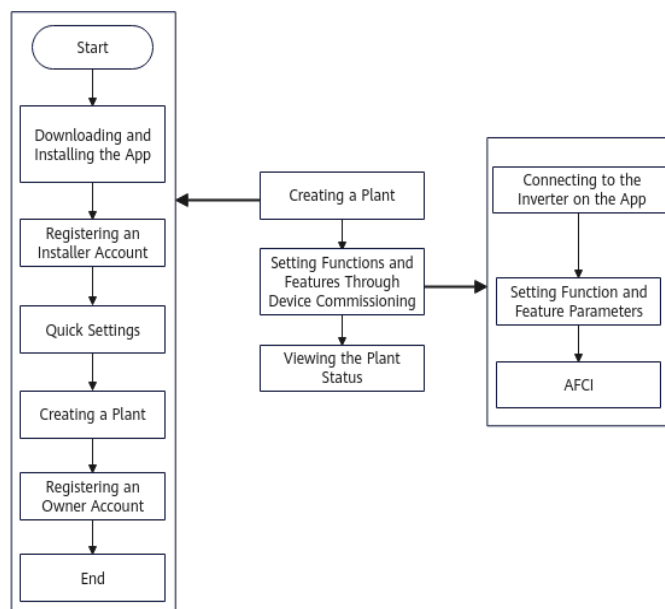 Start
Downloading and
Installing the App
Registering an
Installer Account
Quick Settings
Creating a Plant
Registering an
Owner Account
End
Creating a Plant
Setting Functions and
Features Through
Device Commissioning
Viewing the Plant
Status
Connecting to the
Inverter on the App
Setting Function and
Feature Parameters
AFCI